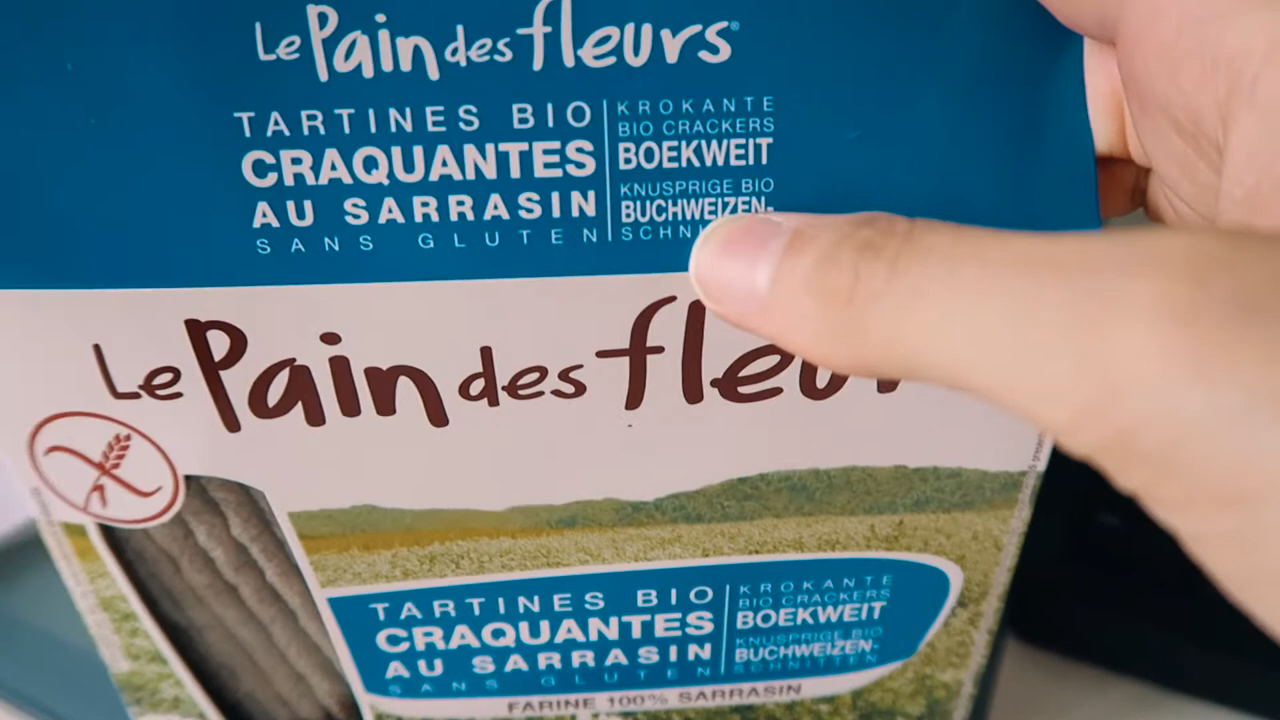 Le Pain des fleurs®
TARTINES BIO
CRAQUANTES
AU SARRASIN
SANS GLUTEN
KROKANTE
BIO CRACKERS
BOEKWEIT
KNUSPRIGE BIO
BUCHWEIZEN-
Le Pain des
TARTINES BIO
CRAQUANTES
AU SARRASIN
SANS GLUTEN
KROKANTE
BIO CRACKERS
BOEKWEIT
KNUSPRIGE BIO
BUCHWEIZEN-
SCHNITTEN
FARINE 100% SARRASIN